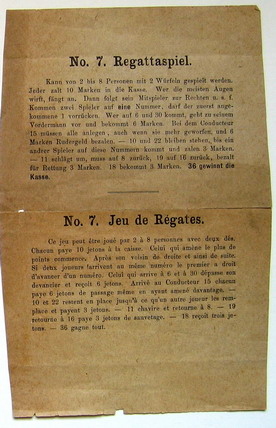 No. 7. Regattaspiel.
Kann von 2 bis 8 Personen mit 2 Würfeln gespielt werden.
Jeder zalt 10 Marken in die Kasse. Wer die meisten Augen
wirft, fängt an. Dann folgt sein Mitspieler zur Rechten u. s. f.
Kommen zwei Spieler auf eine Nummer, darf der zuerst ange-
kommene 1 vorrücken. Wer auf 6 und 30 kommt, geht zu seinem
Vordermann vor und bekommt 6 Marken. Bei dem Conducteur
15 müssen alle anlegen, auch wenn sie mehr geworfen, und 6
Marken Rudergeld bezalen. — 10 und 22 bleiben stehen, bis ein
andrer Spieler auf diese Nummern kommt und zalen 3 Marken.
— 11 schlägt um, muss auf 8 zurück, 19 auf 16 zurück, bezalt
für Rettung 3 Marken. 18 bekommt 3 Marken. 36 gewinnt die
Kasse.
No. 7. Jeu de Régates.
Ce jeu peut être joué par 2 à 8 personnes avec deux dés.
Chacun paye 10 jetons à la caisse. Celui qui amène le plus de
points commence. Après son voisin de droite et ainsi de suite.
Si deux joueurs arrivent au même numéro le premier a droit
d'avancer d'un numéro. Celui qui arrive à 6 et à 30 dépasse son
devancier et reçoit 6 jetons. Arrivé au Conducteur 15 chacun
paye 6 jetons de passage même en ayant amené davantage. —
10 et 22 restent en place jusqu'à ce qu'un autre joueur les rem-
place et payent 3 jetons. — 11 chavire et retourne à 8. — 19
retourne à 16 paye 3 jetons de sauvetage. — 18 reçoit trois je-
tons. — 36 gagne tout.